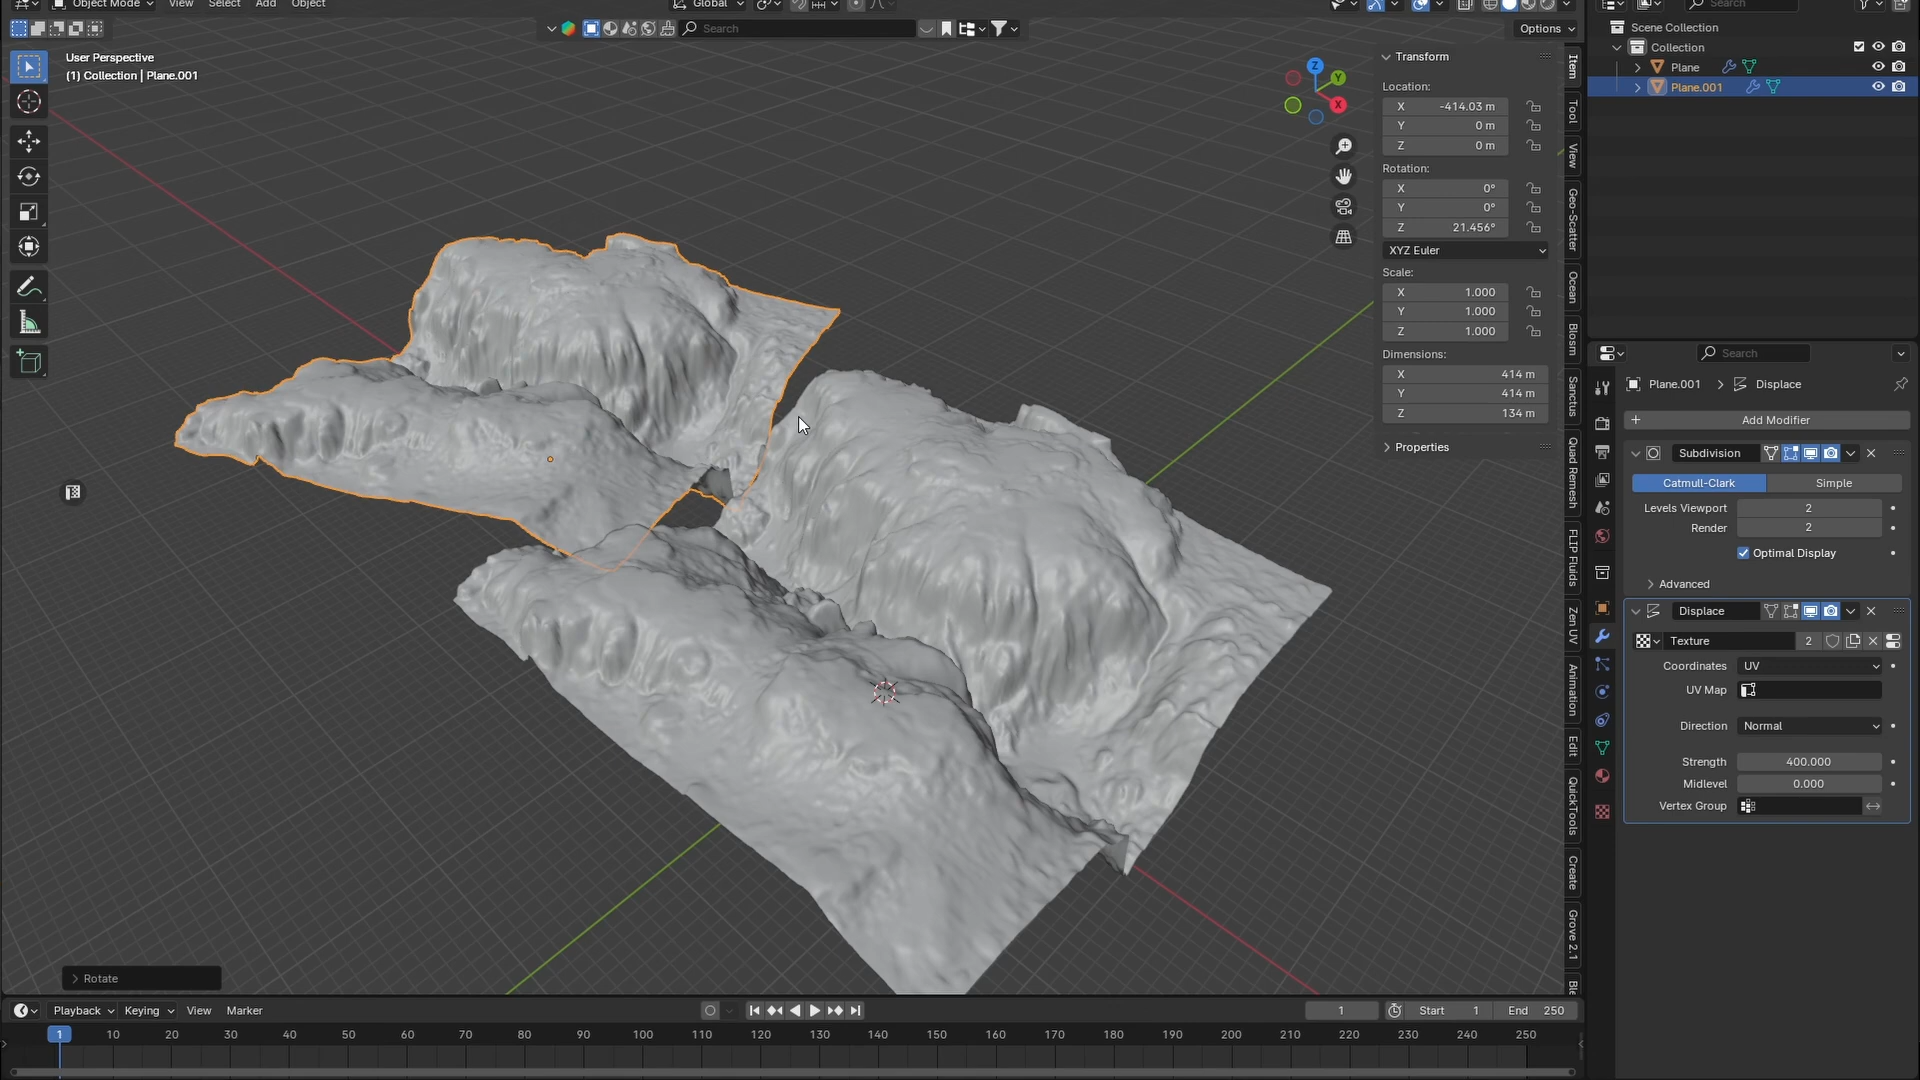 Object Mode
View
Select
Add
Object
Global
Search
Options
User Perspective
(1) Collection | Plane.001
Z
Y
X
Transform
Location:
X -414.03 m
Y 0 m
Z 0 m
Rotation:
X 0°
Y 0°
Z 21.456°
XYZ Euler
Scale:
X 1.000
Y 1.000
Z 1.000
Dimensions:
X 414 m
Y 414 m
Z 134 m
Properties
Item
Tool
View
Geo-Scatter
Ocean
Blosm
Sanctus
Quad Remesh
FLIP Fluids
Zen UV
Animation
Edit
QuickTools
Create
Grove 2.1
Ble
Search
Scene Collection
Collection
Plane
Plane.001
Search
Plane.001 > Displace
Add Modifier
Subdivision
Catmull-Clark Simple
Levels Viewport 2
Render 2
Optimal Display
Advanced
Displace
Texture 2
Coordinates UV
UV Map
Direction Normal
Strength 400.000
Midlevel 0.000
Vertex Group
Rotate
Playback Keying View Marker
1 Start 1 End 250
1 10 20 30 40 50 60 70 80 90 100 110 120 130 140 150 160 170 180 190 200 210 220 230 240 250